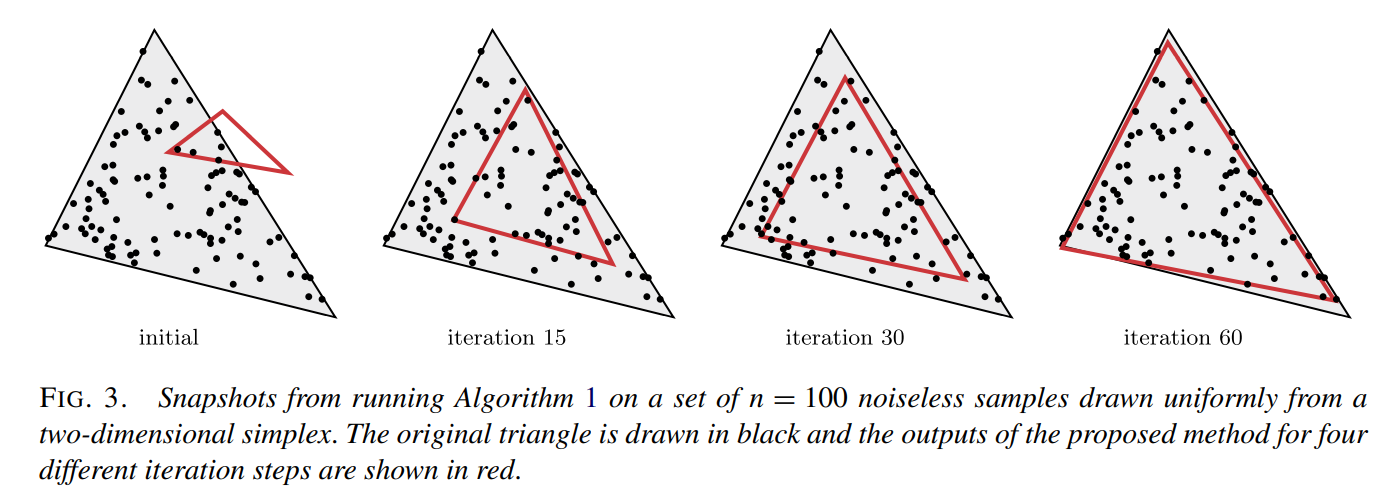 initial
iteration 15
iteration 30
iteration 60
FIG. 3. Snapshots from running Algorithm 1 on a set of n = 100 noiseless samples drawn uniformly from a
two-dimensional simplex. The original triangle is drawn in black and the outputs of the proposed method for four
different iteration steps are shown in red.